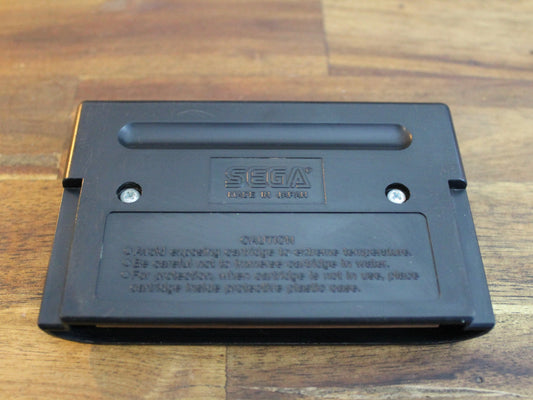 SEGA®
MADE IN JAPAN
CAUTION
● Avoid exposing cartridge to extreme temperature.
● Be careful not to immerse cartridge in water.
● For protection, when cartridge is not in use, place
cartridge inside protective plastic case.